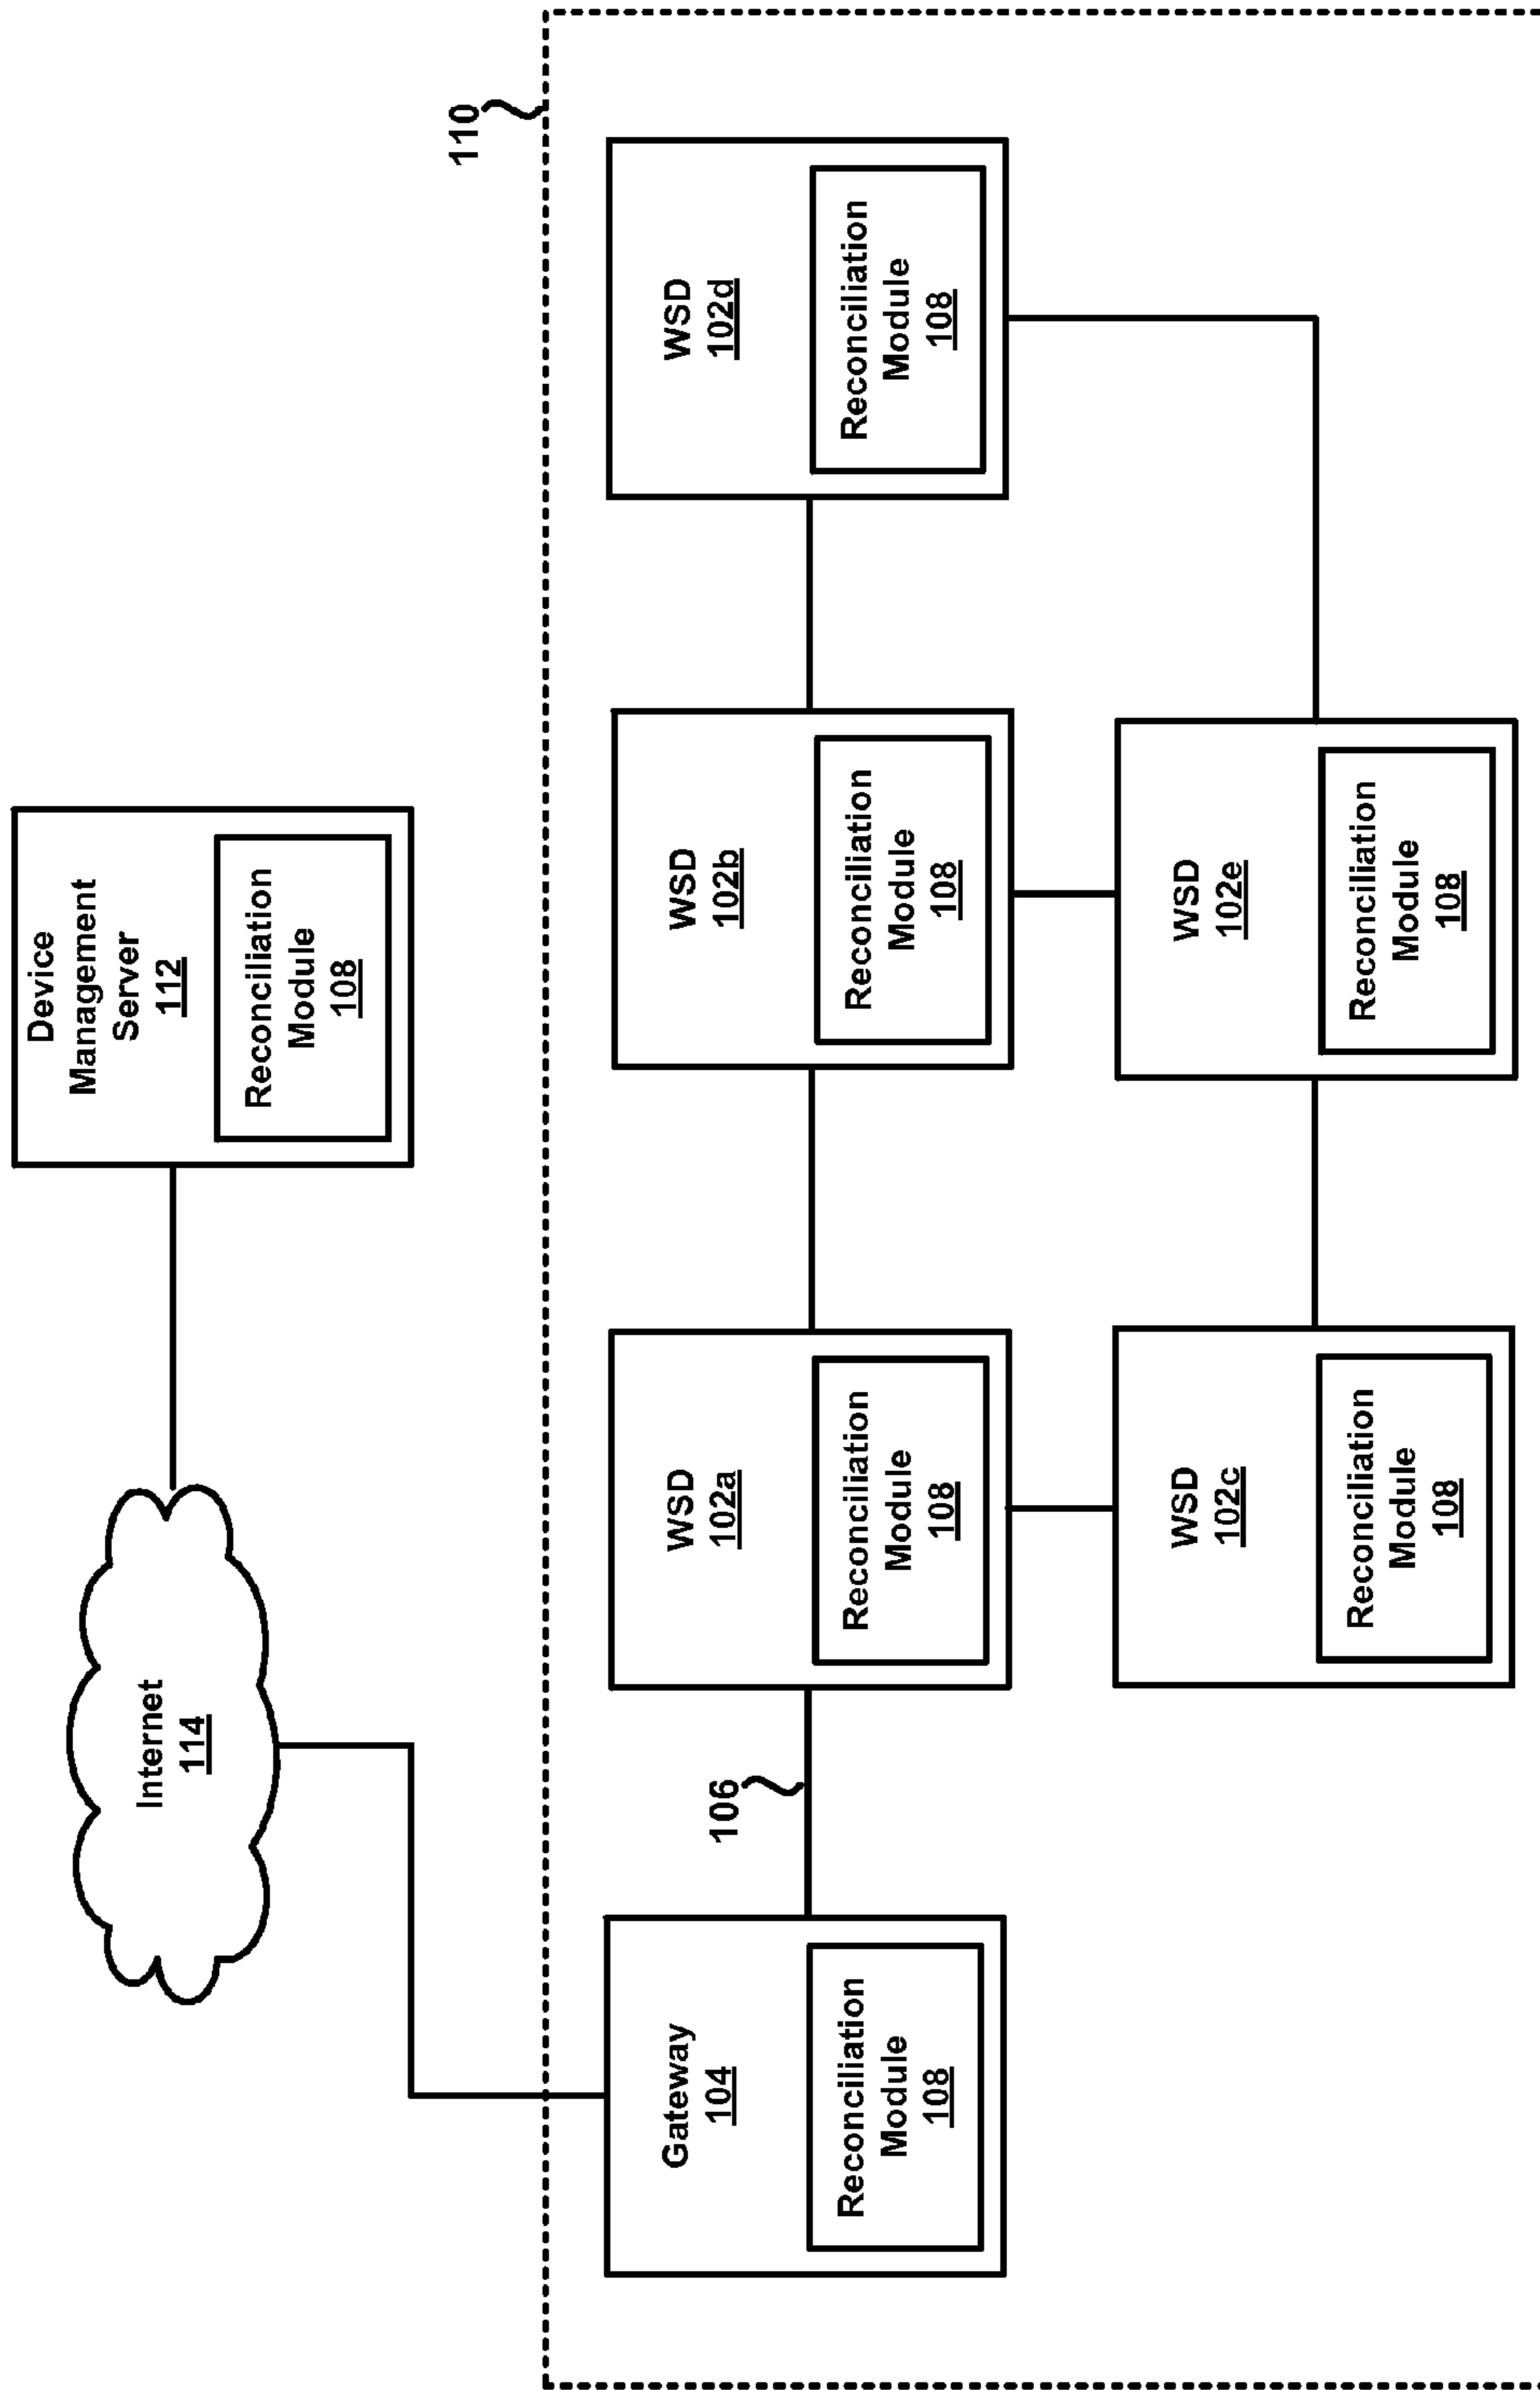 Device
Management
Server
112
Reconciliation
Module
108
Internet
114
110
Gateway
104
Reconciliation
Module
108
106
WSD
102a
Reconciliation
Module
108
WSD
102b
Reconciliation
Module
108
WSD
102d
Reconciliation
Module
108
WSD
102c
Reconciliation
Module
108
WSD
102e
Reconciliation
Module
108